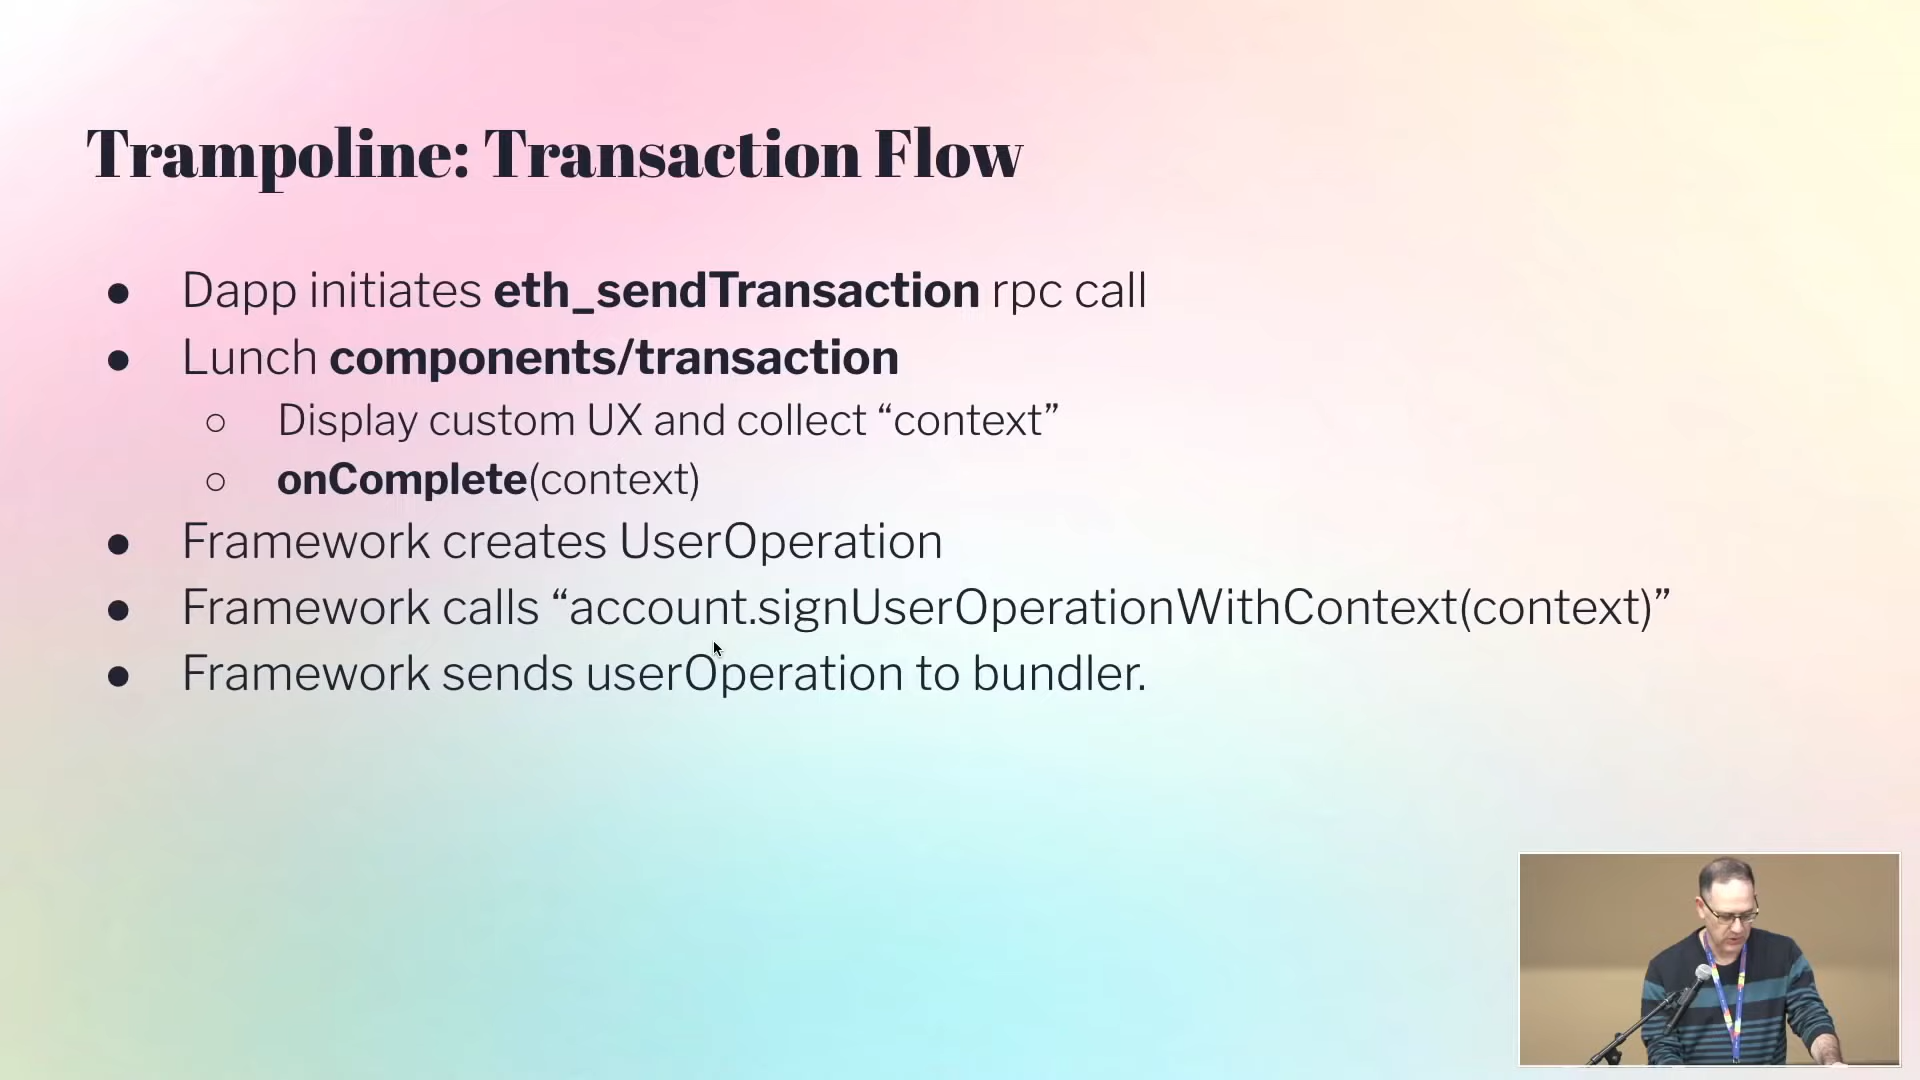 Trampoline: Transaction Flow
● Dapp initiates eth_sendTransaction rpc call
● Lunch components/transaction
○ Display custom UX and collect “context”
○ onComplete(context)
● Framework creates UserOperation
● Framework calls “account.signUserOperationWithContext(context)”
● Framework sends userOperation to bundler.